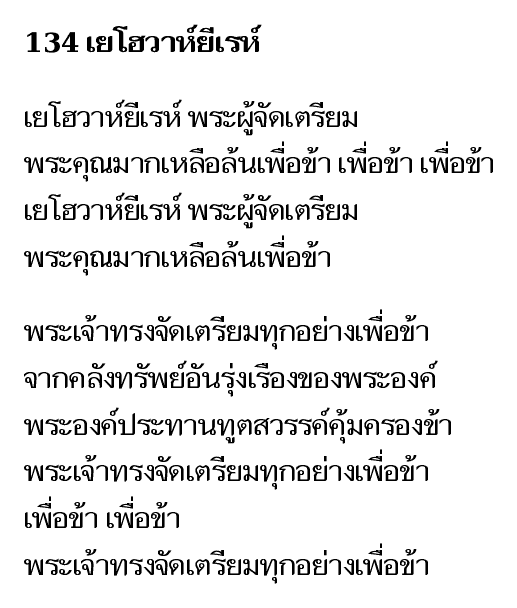 134 เยโฮวาห์ยีเรห์
เยโฮวาห์ยีเรห์ พระผู้จัดเตรียม
พระคุณมากเหลือล้นเพื่อข้า เพื่อข้า เพื่อข้า
เยโฮวาห์ยีเรห์ พระผู้จัดเตรียม
พระคุณมากเหลือล้นเพื่อข้า
พระเจ้าทรงจัดเตรียมทุกอย่างเพื่อข้า
จากคลังทรัพย์อันรุ่งเรืองของพระองค์
พระองค์ประทานทูตสวรรค์คุ้มครองข้า
พระเจ้าทรงจัดเตรียมทุกอย่างเพื่อข้า
เพื่อข้า เพื่อข้า
พระเจ้าทรงจัดเตรียมทุกอย่างเพื่อข้า